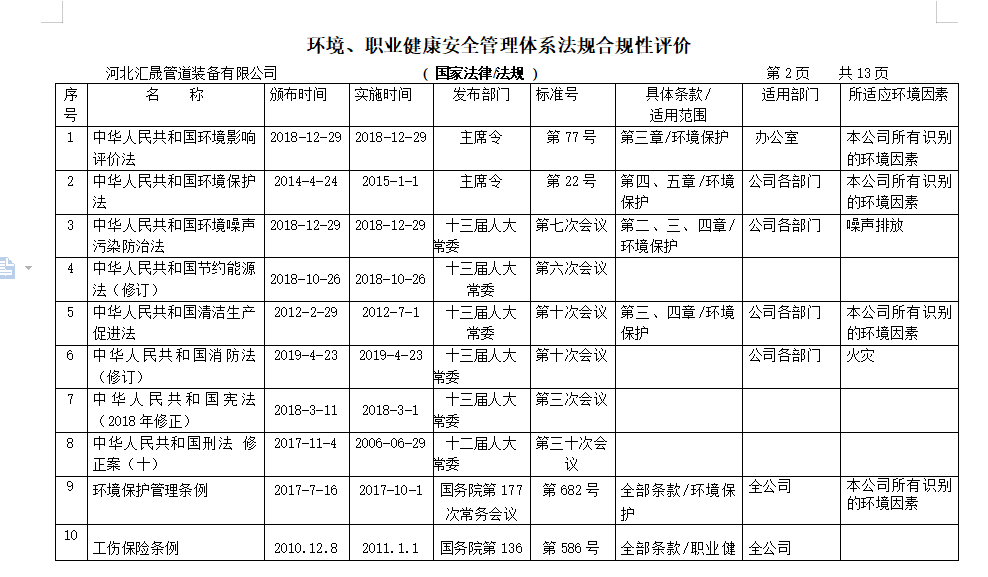 环境、职业健康安全管理体系法规合规性评价
河北汇晟管道装备有限公司 （国家法律/法规） 第 2 页 共 13 页
序号 名 称 颁布时间 实施时间 发布部门 标准号 具体条款/适用范围 适用部门 所适应环境因素
1 中华人民共和国环境影响评价法 2018-12-29 2018-12-29 主席令 第 77 号 第三章/环境保护 办公室 本公司所有识别的环境因素
2 中华人民共和国环境保护法 2014-4-24 2015-1-1 主席令 第 22 号 第四、五章/环境保护 公司各部门 本公司所有识别的环境因素
3 中华人民共和国环境噪声污染防治法 2018-12-29 2018-12-29 十三届人大常委 第七次会议 第二、三、四章/环境保护 公司各部门 噪声排放
4 中华人民共和国节约能源法（修订） 2018-10-26 2018-10-26 十三届人大常委 第六次会议
5 中华人民共和国清洁生产促进法 2012-2-29 2012-7-1 十三届人大常委 第十次会议 第三、四章/环境保护 公司各部门 本公司所有识别的环境因素
6 中华人民共和国消防法（修订） 2019-4-23 2019-4-23 十三届人大常委 第十次会议 公司各部门 火灾
7 中华人民共和国宪法（2018 年修正） 2018-3-11 2018-3-1 十三届人大常委 第三次会议
8 中华人民共和国刑法 修正案（十） 2017-11-4 2006-06-29 十二届人大常委 第三十次会议
9 环境保护管理条例 2017-7-16 2017-10-1 国务院第 177 次常务会议 第 682 号 全部条款/环境保护 全公司 本公司所有识别的环境因素
10 工伤保险条例 2010.12.8 2011.1.1 国务院第 136 第 586 号 全部条款/职业健 全公司